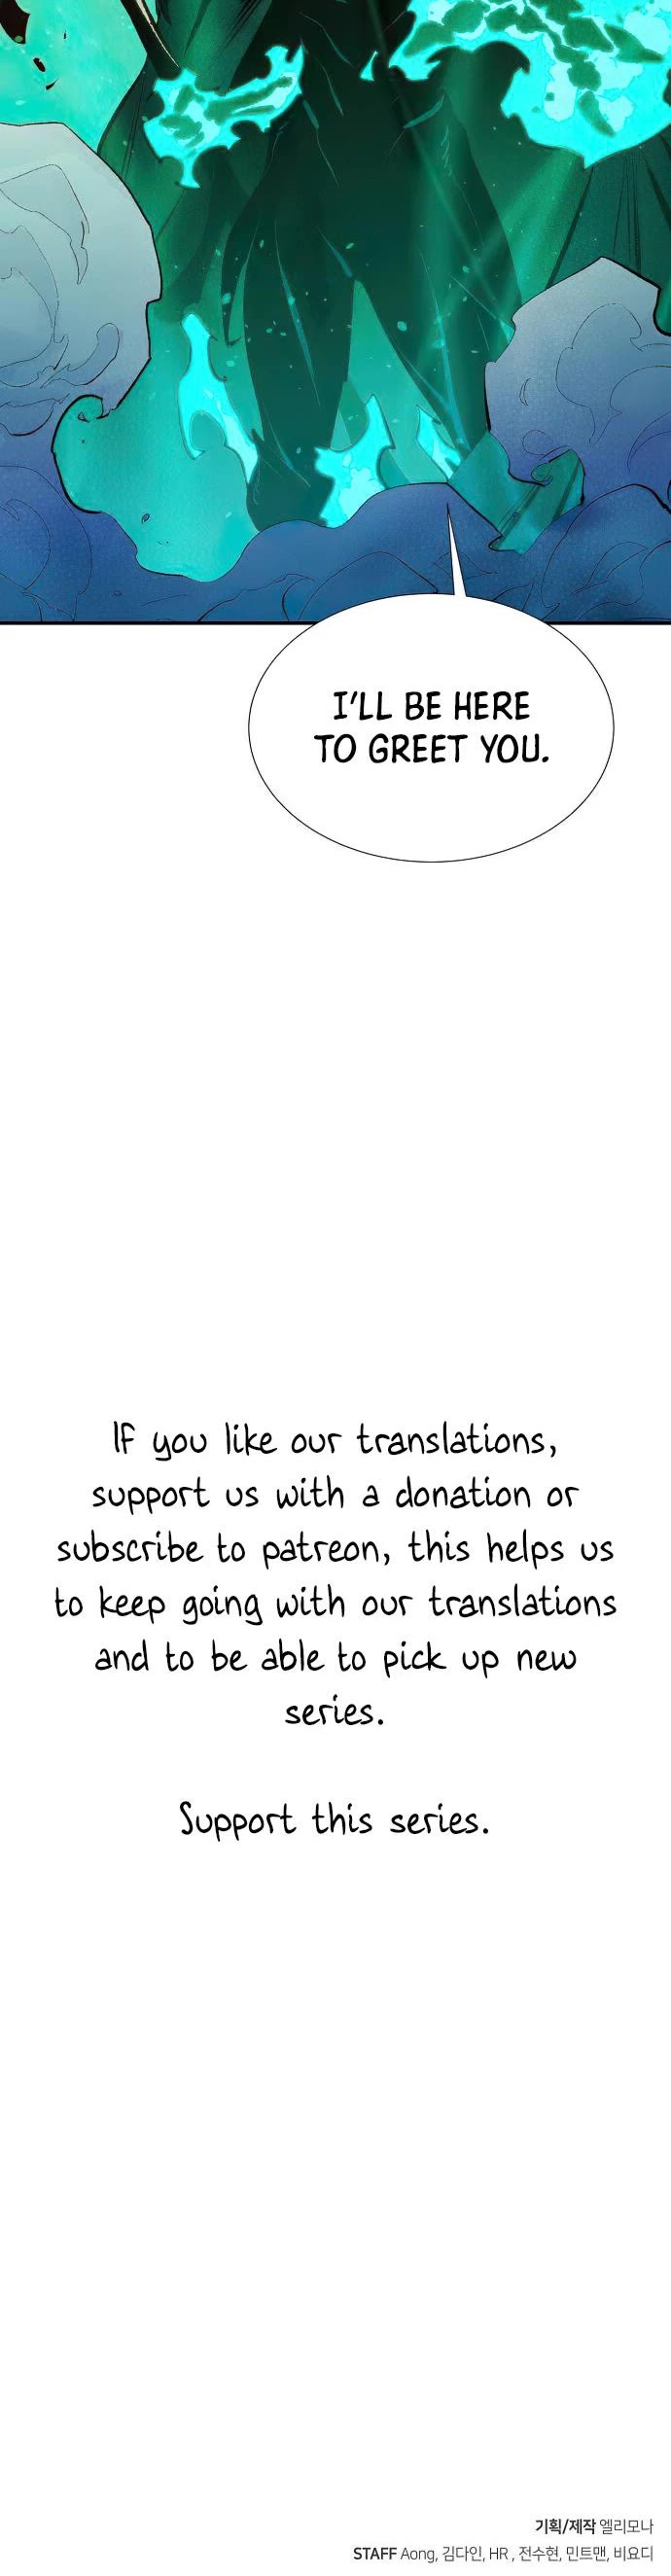 I'LL BE HERE
TO GREET YOU.
If you like our translations,
support us with a donation or
subscribe to patreon, this helps us
to keep going with our translations
and to be able to pick up new
series.
Support this series.
기획/제작 엘리모나
STAFF Aong, 김다인, HR , 전수현, 민트맨, 비요디